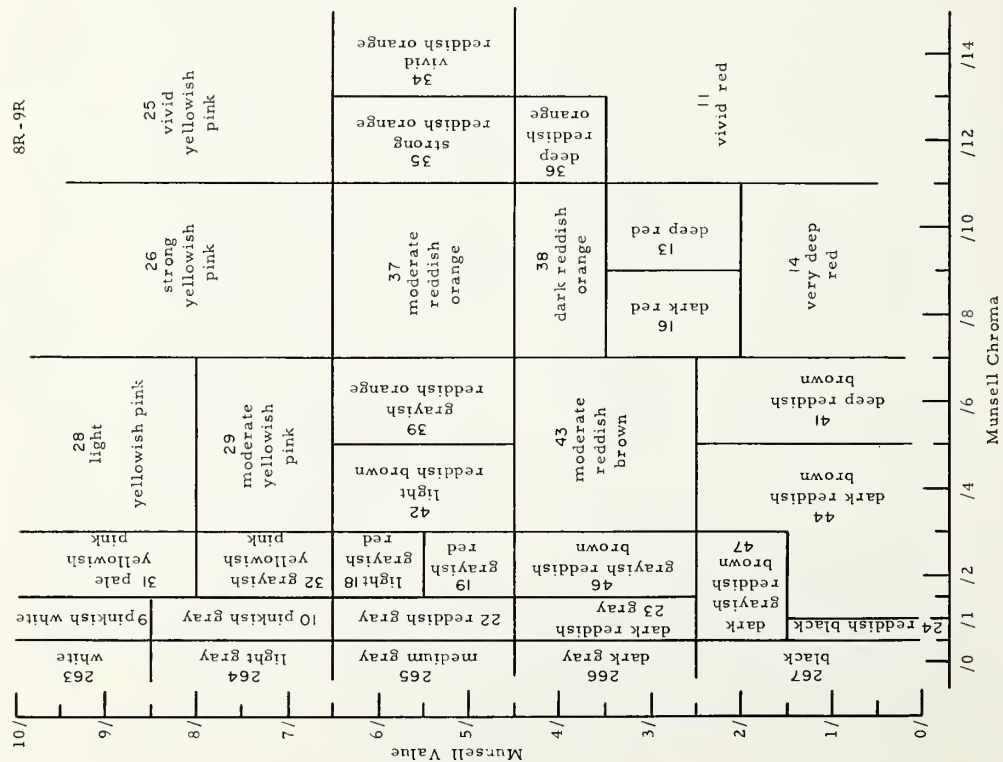 8R-9R
25
vivid
yellowish
pink
34
vivid
reddish orange
35
strong
reddish orange
36
deep
reddish
orange
11
vivid red
26
strong
yellowish
pink
37
moderate
reddish
orange
38
dark reddish
orange
13
deep red
16
dark red
14
very deep
red
28
light
yellowish pink
29
moderate
yellowish
pink
39
grayish
reddish orange
42
light
reddish brown
43
moderate
reddish
brown
41
deep reddish
brown
44
dark reddish
brown
31 pale
yellowish
pink
32 grayish
yellowish
pink
light 18
grayish
red
19
grayish
red
46
grayish reddish
brown
dark
grayish
reddish
brown
47
9 pinkish white
10 pinkish gray
22 reddish gray
dark reddish
23 gray
24 reddish black
263
white
264
light gray
265
medium gray
266
dark gray
267
black
10/
9/
8/
7/
6/
5/
4/
3/
2/
1/
0/
Munsell Value
/0
/1
/2
/4
/6
/8
/10
/12
/14
Munsell Chroma